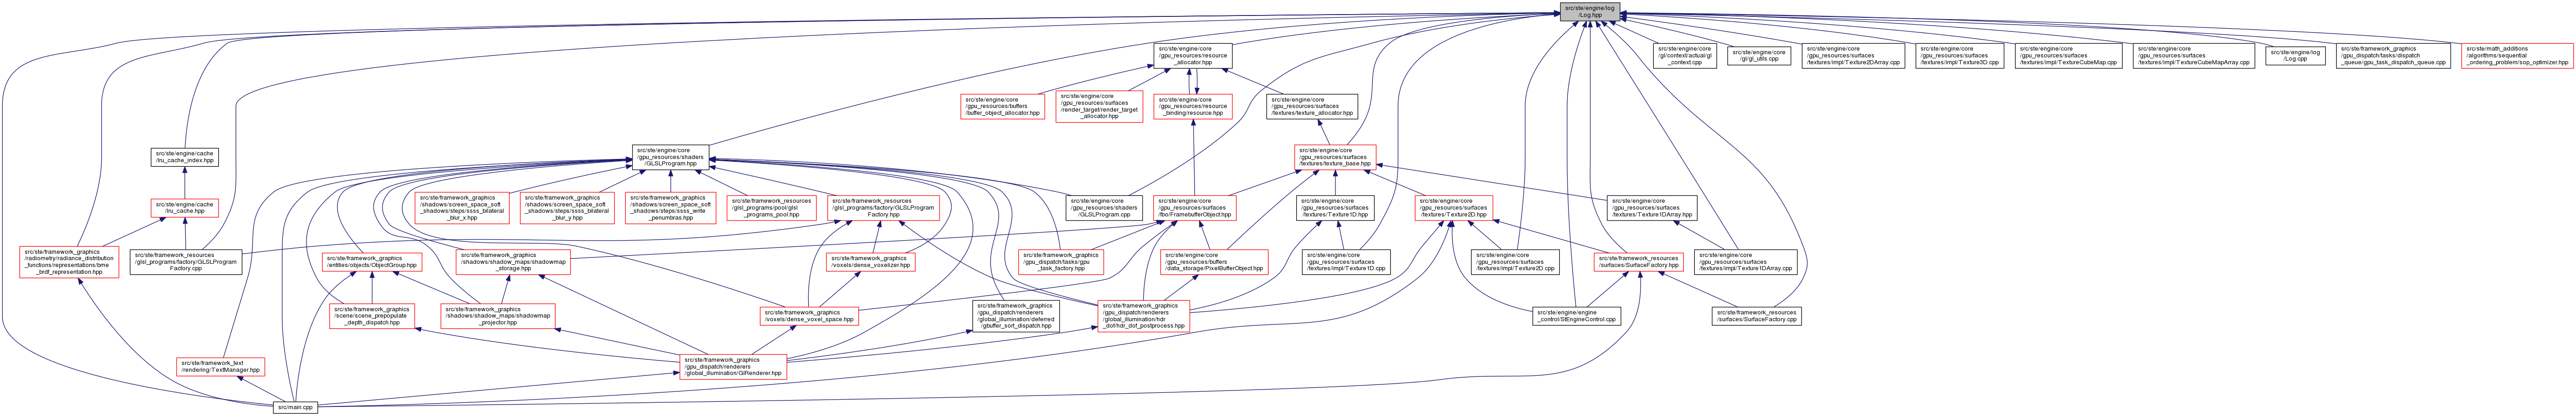 src/ste/engine/log
/Log.hpp
src/ste/engine/core
/gpu_resources/resource
_allocator.hpp
src/ste/engine/core
/gl/context/actual/gl
_context.cpp
src/ste/engine/core
/gl/gl_utils.cpp
src/ste/engine/core
/gpu_resources/surfaces
/textures/impl/Texture2DArray.cpp
src/ste/engine/core
/gpu_resources/surfaces
/textures/impl/Texture3D.cpp
src/ste/engine/core
/gpu_resources/surfaces
/textures/impl/TextureCubeMap.cpp
src/ste/engine/core
/gpu_resources/surfaces
/textures/impl/TextureCubeMapArray.cpp
src/ste/engine/log
/Log.cpp
src/ste/framework_graphics
/gpu_dispatch/tasks/dispatch
_queue/gpu_task_dispatch_queue.cpp
src/ste/math_additions
/algorithms/sequential
_ordering_problem/sop_optimizer.hpp
src/ste/engine/core
/gpu_resources/buffers
/buffer_object_allocator.hpp
src/ste/engine/core
/gpu_resources/surfaces
/render_target/render_target
_allocator.hpp
src/ste/engine/core
/gpu_resources/resource
_binding/resource.hpp
src/ste/engine/core
/gpu_resources/surfaces
/textures/texture_allocator.hpp
src/ste/engine/cache
/lru_cache_index.hpp
src/ste/engine/core
/gpu_resources/shaders
/GLSLProgram.hpp
src/ste/engine/core
/gpu_resources/surfaces
/textures/texture_base.hpp
src/ste/engine/cache
/lru_cache.hpp
src/ste/framework_graphics
/shadows/screen_space_soft
_shadows/steps/ssss_bilateral
_blur_x.hpp
src/ste/framework_graphics
/shadows/screen_space_soft
_shadows/steps/ssss_bilateral
_blur_y.hpp
src/ste/framework_graphics
/shadows/screen_space_soft
_shadows/steps/ssss_write
_penumbras.hpp
src/ste/framework_resources
/glsl_programs/pool/glsl
_programs_pool.hpp
src/ste/framework_resources
/glsl_programs/factory/GLSLProgram
Factory.hpp
src/ste/engine/core
/gpu_resources/shaders
/GLSLProgram.cpp
src/ste/engine/core
/gpu_resources/surfaces
/fbo/FramebufferObject.hpp
src/ste/engine/core
/gpu_resources/surfaces
/textures/Texture1D.hpp
src/ste/engine/core
/gpu_resources/surfaces
/textures/Texture2D.hpp
src/ste/engine/core
/gpu_resources/surfaces
/textures/Texture1DArray.hpp
src/ste/framework_graphics
/radiometry/radiance_distribution
_functions/representations/bme
_brdf_representation.hpp
src/ste/framework_resources
/glsl_programs/factory/GLSLProgram
Factory.cpp
src/ste/framework_graphics
/entities/objects/ObjectGroup.hpp
src/ste/framework_graphics
/shadows/shadow_maps/shadowmap
_storage.hpp
src/ste/framework_graphics
/voxels/dense_voxelizer.hpp
src/ste/framework_graphics
/gpu_dispatch/tasks/gpu
_task_factory.hpp
src/ste/engine/core
/gpu_resources/buffers
/data_storage/PixelBufferObject.hpp
src/ste/engine/core
/gpu_resources/surfaces
/textures/impl/Texture1D.cpp
src/ste/engine/core
/gpu_resources/surfaces
/textures/impl/Texture2D.cpp
src/ste/framework_resources
/surfaces/SurfaceFactory.hpp
src/ste/engine/core
/gpu_resources/surfaces
/textures/impl/Texture1DArray.cpp
src/ste/framework_graphics
/scene/scene_prepopulate
_depth_dispatch.hpp
src/ste/framework_graphics
/shadows/shadow_maps/shadowmap
_projector.hpp
src/ste/framework_graphics
/voxels/dense_voxel_space.hpp
src/ste/framework_graphics
/gpu_dispatch/renderers
/global_illumination/deferred
/gbuffer_sort_dispatch.hpp
src/ste/framework_graphics
/gpu_dispatch/renderers
/global_illumination/hdr
_dof/hdr_dof_postprocess.hpp
src/ste/engine/engine
_control/StEngineControl.cpp
src/ste/framework_resources
/surfaces/SurfaceFactory.cpp
src/ste/framework_text
/rendering/TextManager.hpp
src/ste/framework_graphics
/gpu_dispatch/renderers
/global_illumination/GIRenderer.hpp
src/main.cpp